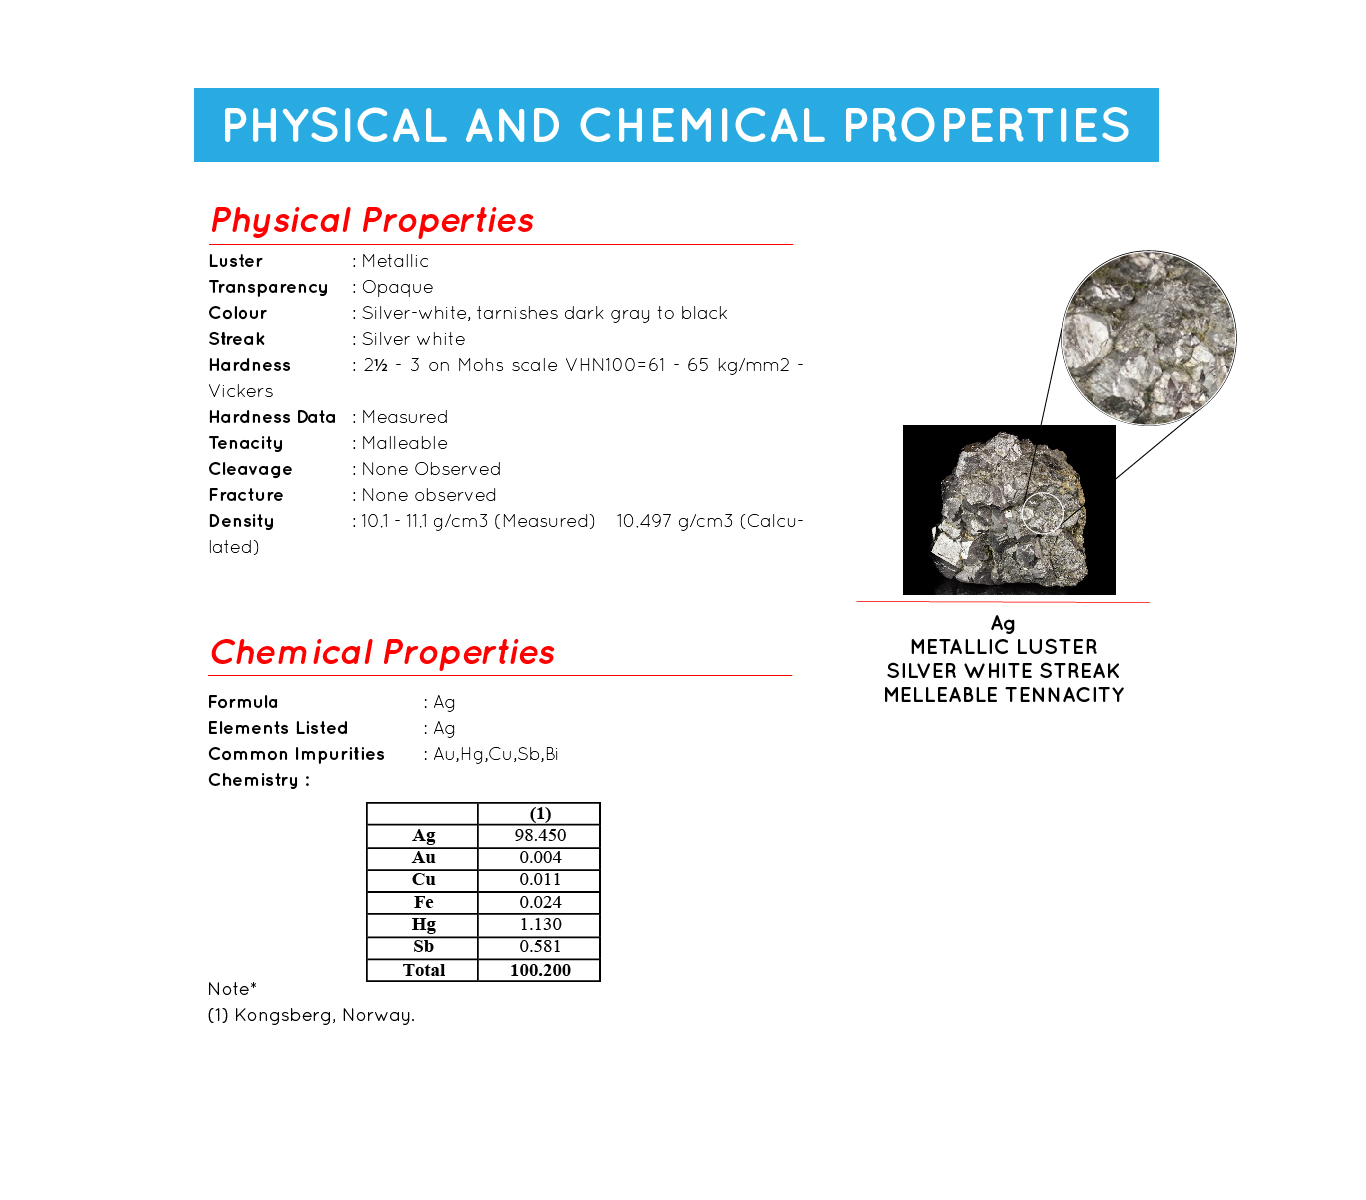 PHYSICAL AND CHEMICAL PROPERTIES
Physical Properties
Luster : Metallic
Transparency : Opaque
Colour : Silver-white, tarnishes dark gray to black
Streak : Silver white
Hardness : 2½ - 3 on Mohs scale VHN100=61 - 65 kg/mm2 -
Vickers
Hardness Data : Measured
Tenacity : Malleable
Cleavage : None Observed
Fracture : None observed
Density : 10.1 - 11.1 g/cm3 (Measured) 10.497 g/cm3 (Calcu-
lated)
Ag
METALLIC LUSTER
SILVER WHITE STREAK
MELLEABLE TENNACITY
Chemical Properties
Formula : Ag
Elements Listed : Ag
Common Impurities : Au,Hg,Cu,Sb,Bi
Chemistry :
(1)
Ag 98.450
Au 0.004
Cu 0.011
Fe 0.024
Hg 1.130
Sb 0.581
Total 100.200
Note*
(1) Kongsberg, Norway.